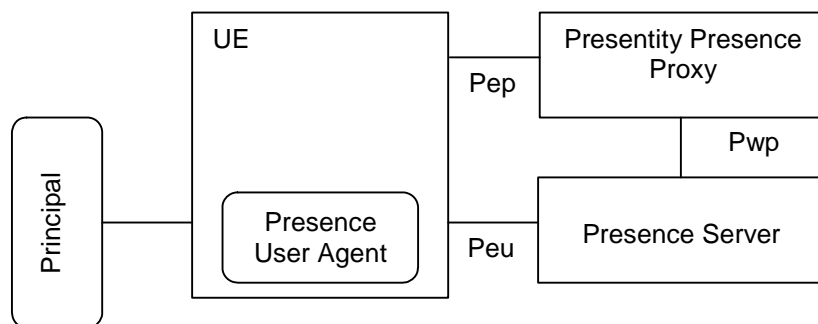 UE
Presentity Presence
Proxy
Pep
Pwp
Principal
Presence
User Agent
Peu
Presence Server